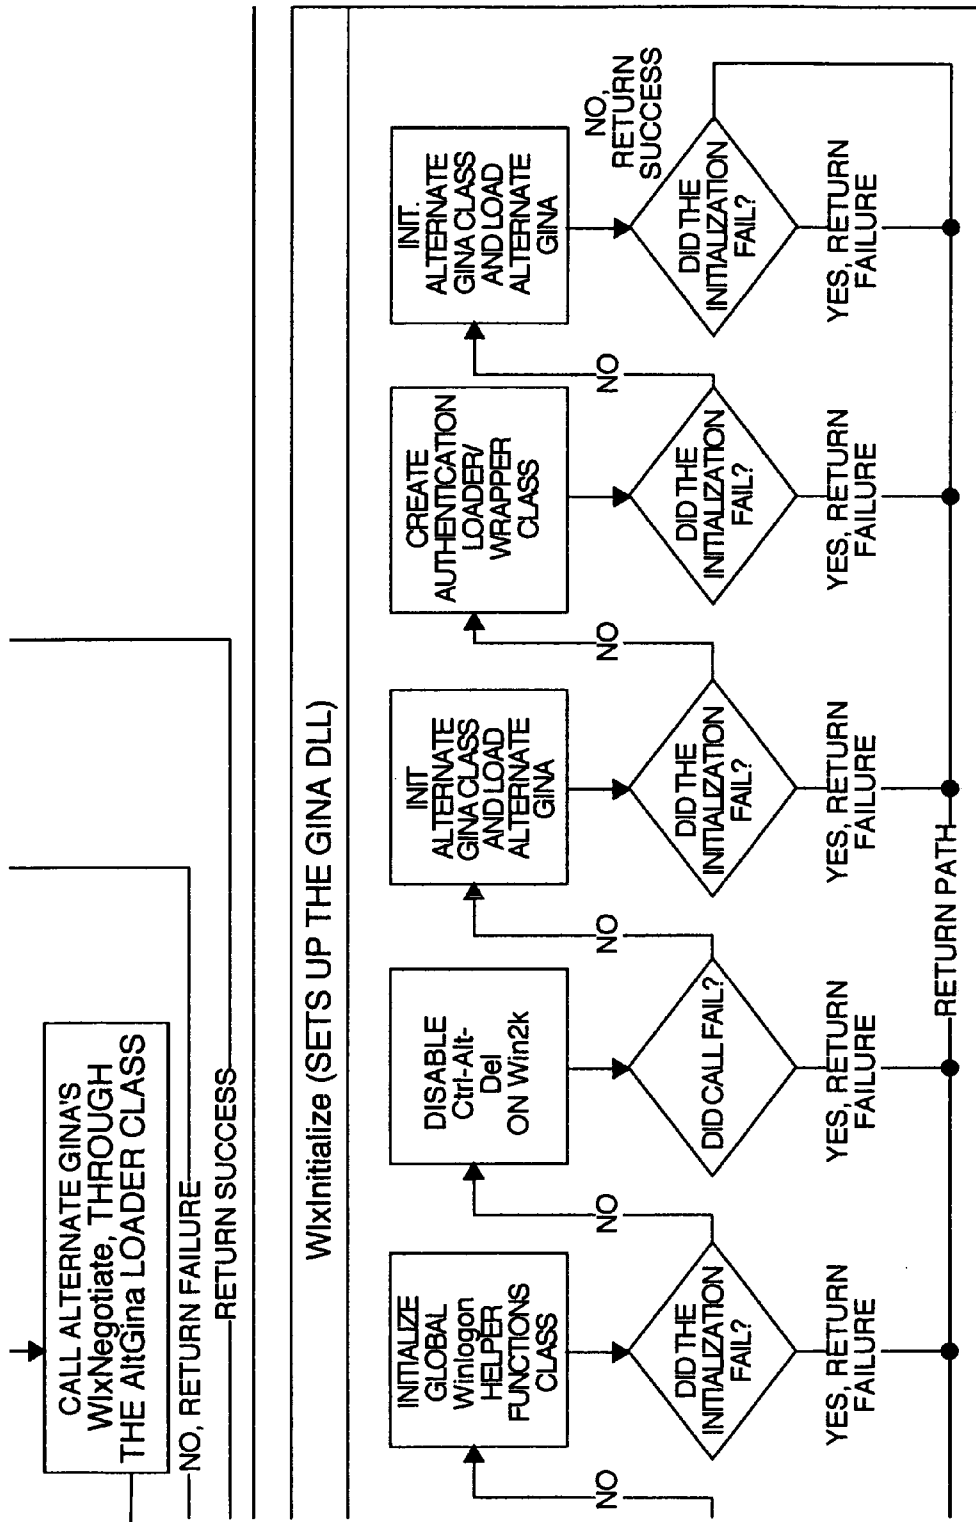 CALL ALTERNATE GINA'S
WlxNegotiate, THROUGH
THE AltGina LOADER CLASS
NO, RETURN FAILURE
RETURN SUCCESS
WlxInitialize (SETS UP THE GINA DLL)
NO
INITIALIZE
GLOBAL
Winlogon
HELPER
FUNCTIONS
CLASS
DID THE
INITIALIZATION
FAIL?
YES, RETURN
FAILURE
NO
DISABLE
Ctrl-Alt-
Del
ON Win2k
DID CALL FAIL?
YES, RETURN
FAILURE
NO
INIT
ALTERNATE
GINA CLASS
AND LOAD
ALTERNATE
GINA
DID THE
INITIALIZATION
FAIL?
YES, RETURN
FAILURE
NO
CREATE
AUTHENTICATION
LOADER/
WRAPPER
CLASS
DID THE
INITIALIZATION
FAIL?
YES, RETURN
FAILURE
NO
INIT.
ALTERNATE
GINA CLASS
AND LOAD
ALTERNATE
GINA
DID THE
INITIALIZATION
FAIL?
NO,
RETURN
SUCCESS
YES, RETURN
FAILURE
RETURN PATH